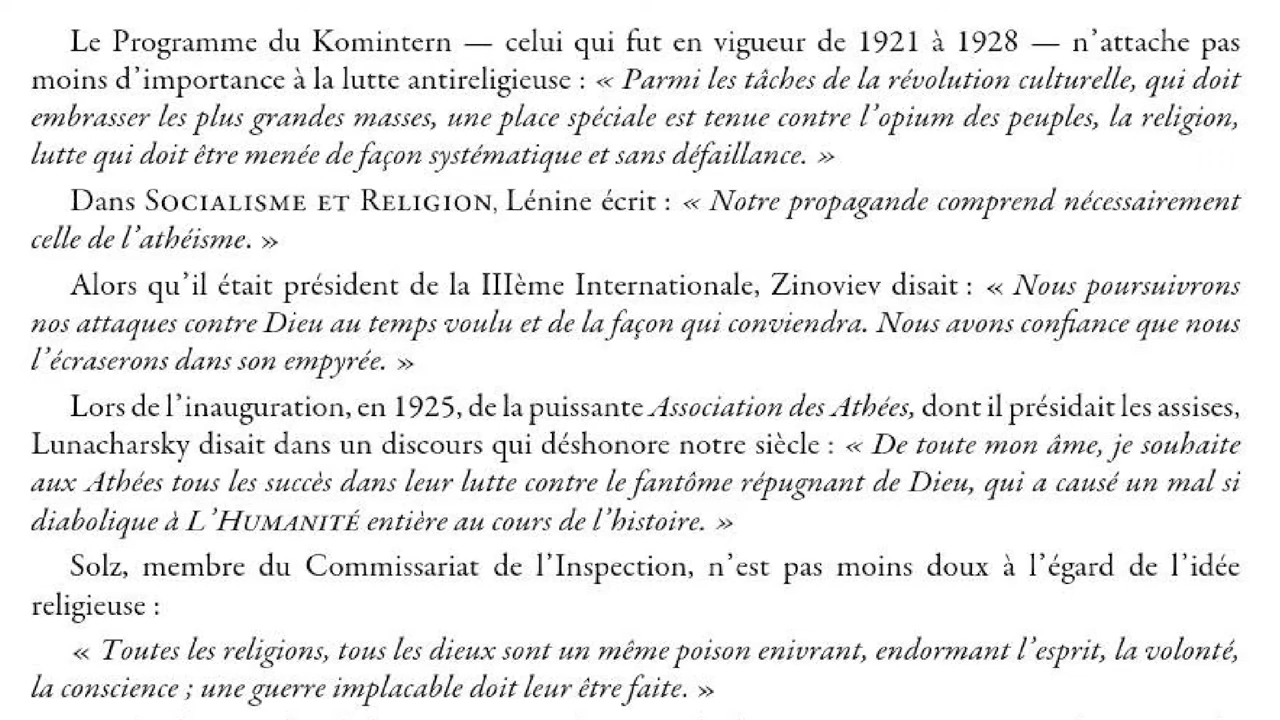 Le Programme du Komintern — celui qui fut en vigueur de 1921 à 1928 — n’attache pas
moins d’importance à la lutte antireligieuse : « Parmi les tâches de la révolution culturelle, qui doit
embrasser les plus grandes masses, une place spéciale est tenue contre l’opium des peuples, la religion,
lutte qui doit être menée de façon systématique et sans défaillance. »
Dans SOCIALISME ET RELIGION, Lénine écrit : « Notre propagande comprend nécessairement
celle de l’athéisme. »
Alors qu’il était président de la IIIème Internationale, Zinoviev disait : « Nous poursuivrons
nos attaques contre Dieu au temps voulu et de la façon qui conviendra. Nous avons confiance que nous
l’écraserons dans son empyrée. »
Lors de l’inauguration, en 1925, de la puissante Association des Athées, dont il présidait les assises,
Lunacharsky disait dans un discours qui déshonore notre siècle : « De toute mon âme, je souhaite
aux Athées tous les succès dans leur lutte contre le fantôme répugnant de Dieu, qui a causé un mal si
diabolique à L’HUMANITÉ entière au cours de l’histoire. »
Solz, membre du Commissariat de l’Inspection, n’est pas moins doux à l’égard de l’idée
religieuse :
« Toutes les religions, tous les dieux sont un même poison enivrant, endormant l’esprit, la volonté,
la conscience ; une guerre implacable doit leur être faite. »